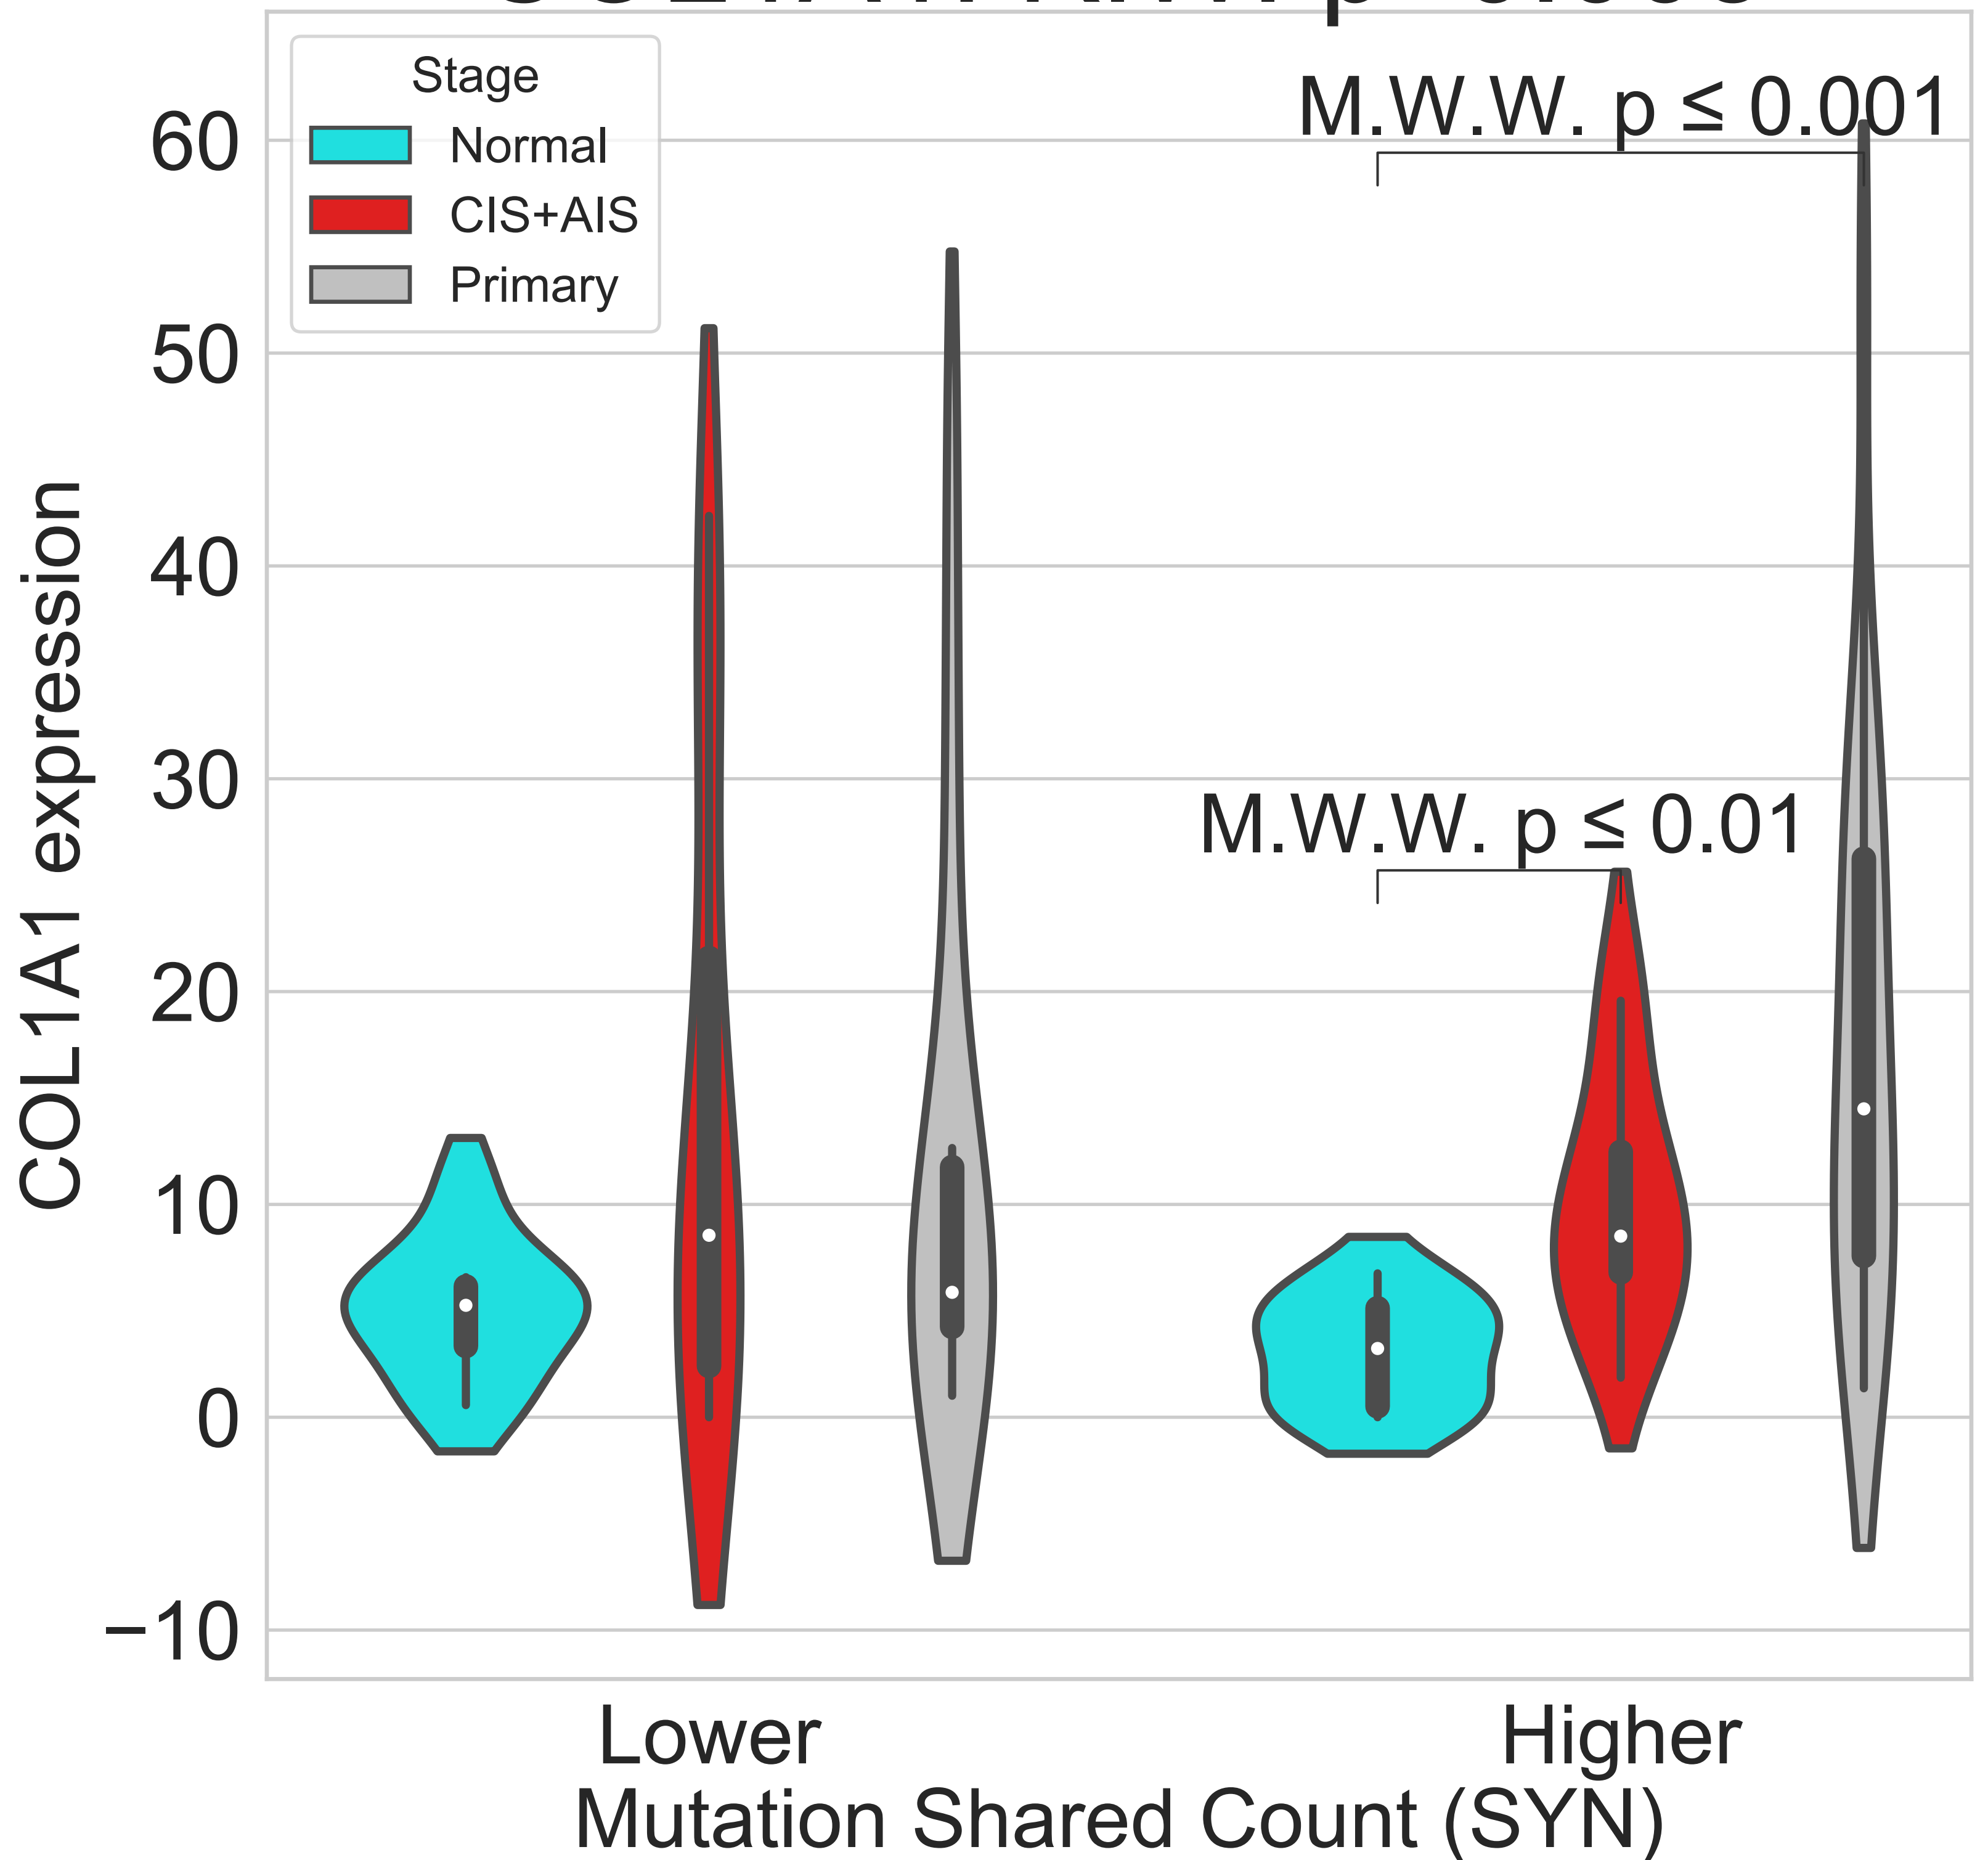 Stage
Normal
CIS+AIS
Primary
M.W.W. p ≤ 0.001
M.W.W. p ≤ 0.01
COL1A1 expression
60
50
40
30
20
10
0
−10
Lower
Higher
Mutation Shared Count (SYN)